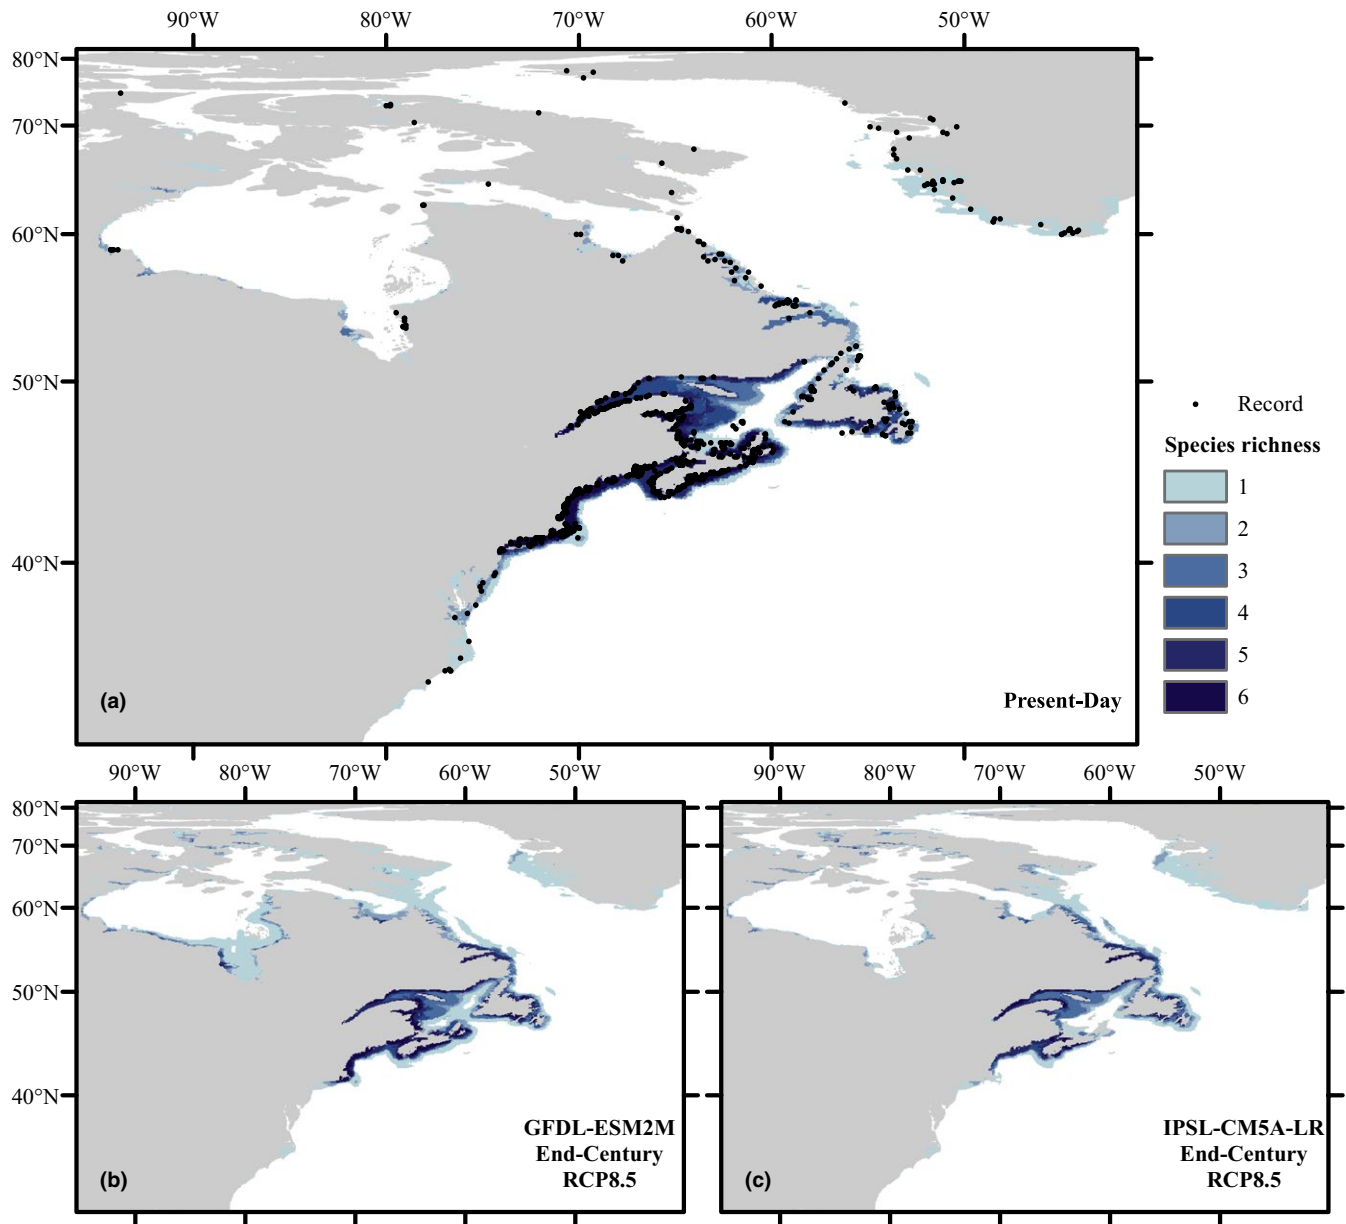 90°W 80°W 70°W 60°W 50°W
80°N
70°N
60°N
50°N
40°N
Record
Species richness
1
2
3
4
5
6
(a)
Present-Day
90°W 80°W 70°W 60°W 50°W
90°W 80°W 70°W 60°W 50°W
80°N
70°N
60°N
50°N
40°N
GFDL-ESM2M
End-Century
RCP8.5
(b)
IPSL-CM5A-LR
End-Century
RCP8.5
(c)